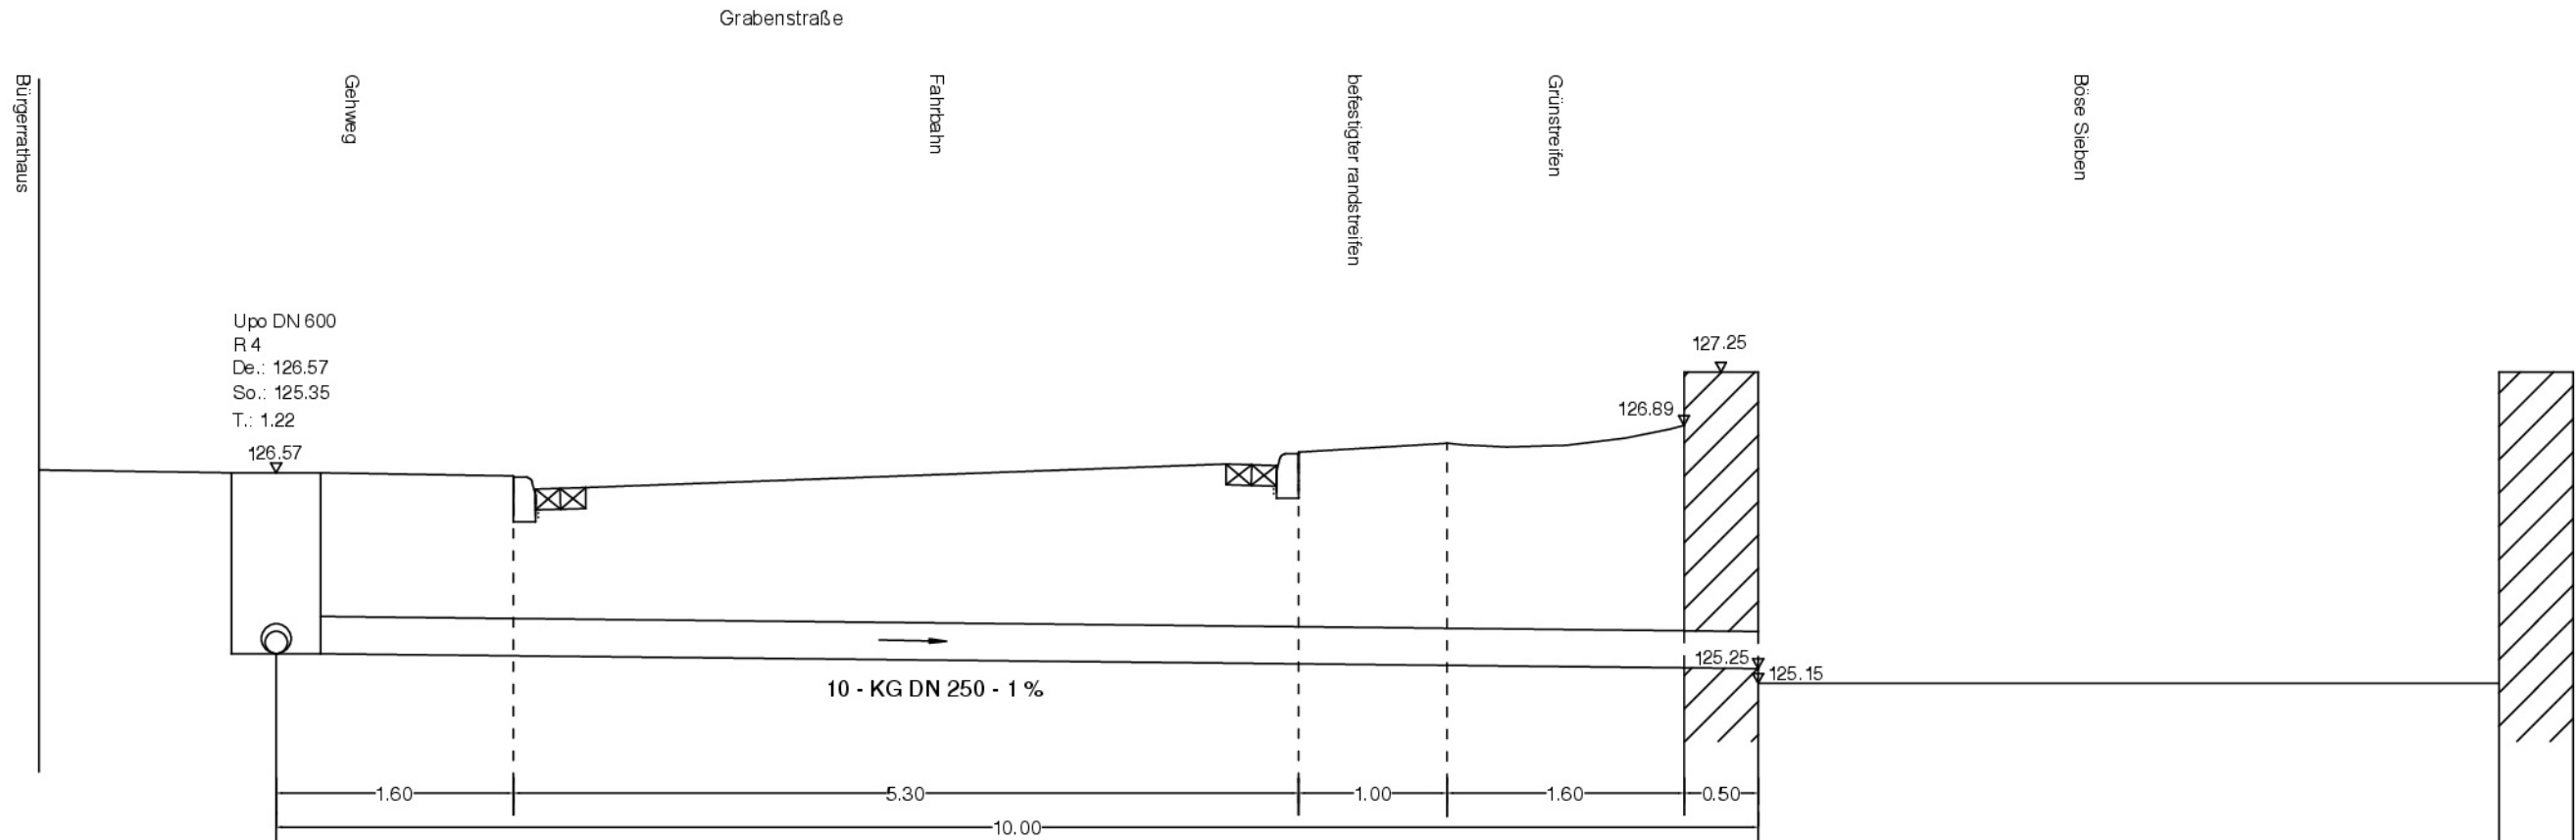 Grabenstraße
Bürgerrathaus
Gehweg
Fahrbahn
befestigter randstreifen
Grünstreifen
Böse Sieben
Upo DN 600
R 4
De.: 126.57
So.: 125.35
T.: 1.22
126.57
127.25
126.89
125.25
125.15
10 - KG DN 250 - 1 %
1.60
5.30
1.00
1.60
0.50
10.00